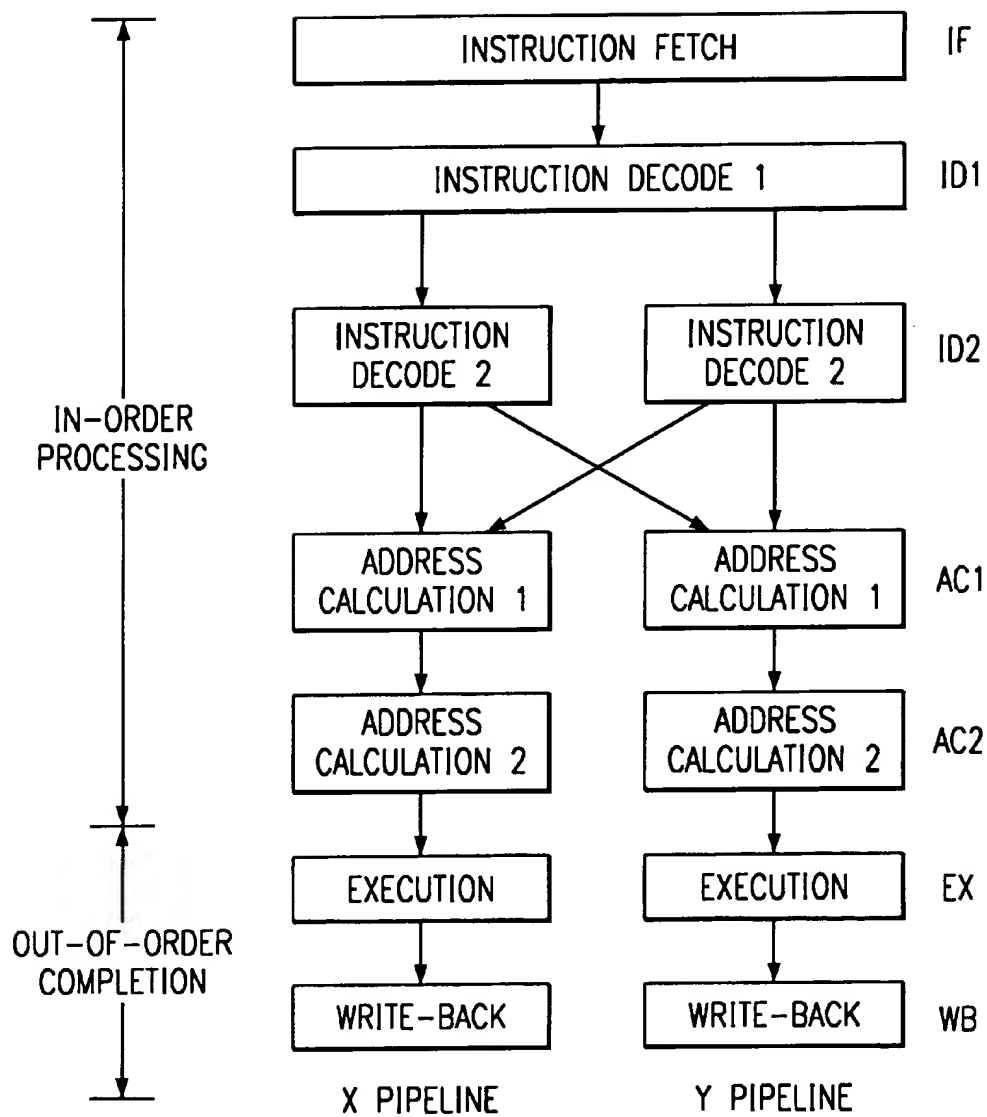 INSTRUCTION FETCH
IF
INSTRUCTION DECODE 1
ID1
INSTRUCTION
DECODE 2
INSTRUCTION
DECODE 2
ID2
IN-ORDER
PROCESSING
ADDRESS
CALCULATION 1
ADDRESS
CALCULATION 1
AC1
ADDRESS
CALCULATION 2
ADDRESS
CALCULATION 2
AC2
EXECUTION
EXECUTION
EX
OUT-OF-ORDER
COMPLETION
WRITE-BACK
WRITE-BACK
WB
X PIPELINE
Y PIPELINE